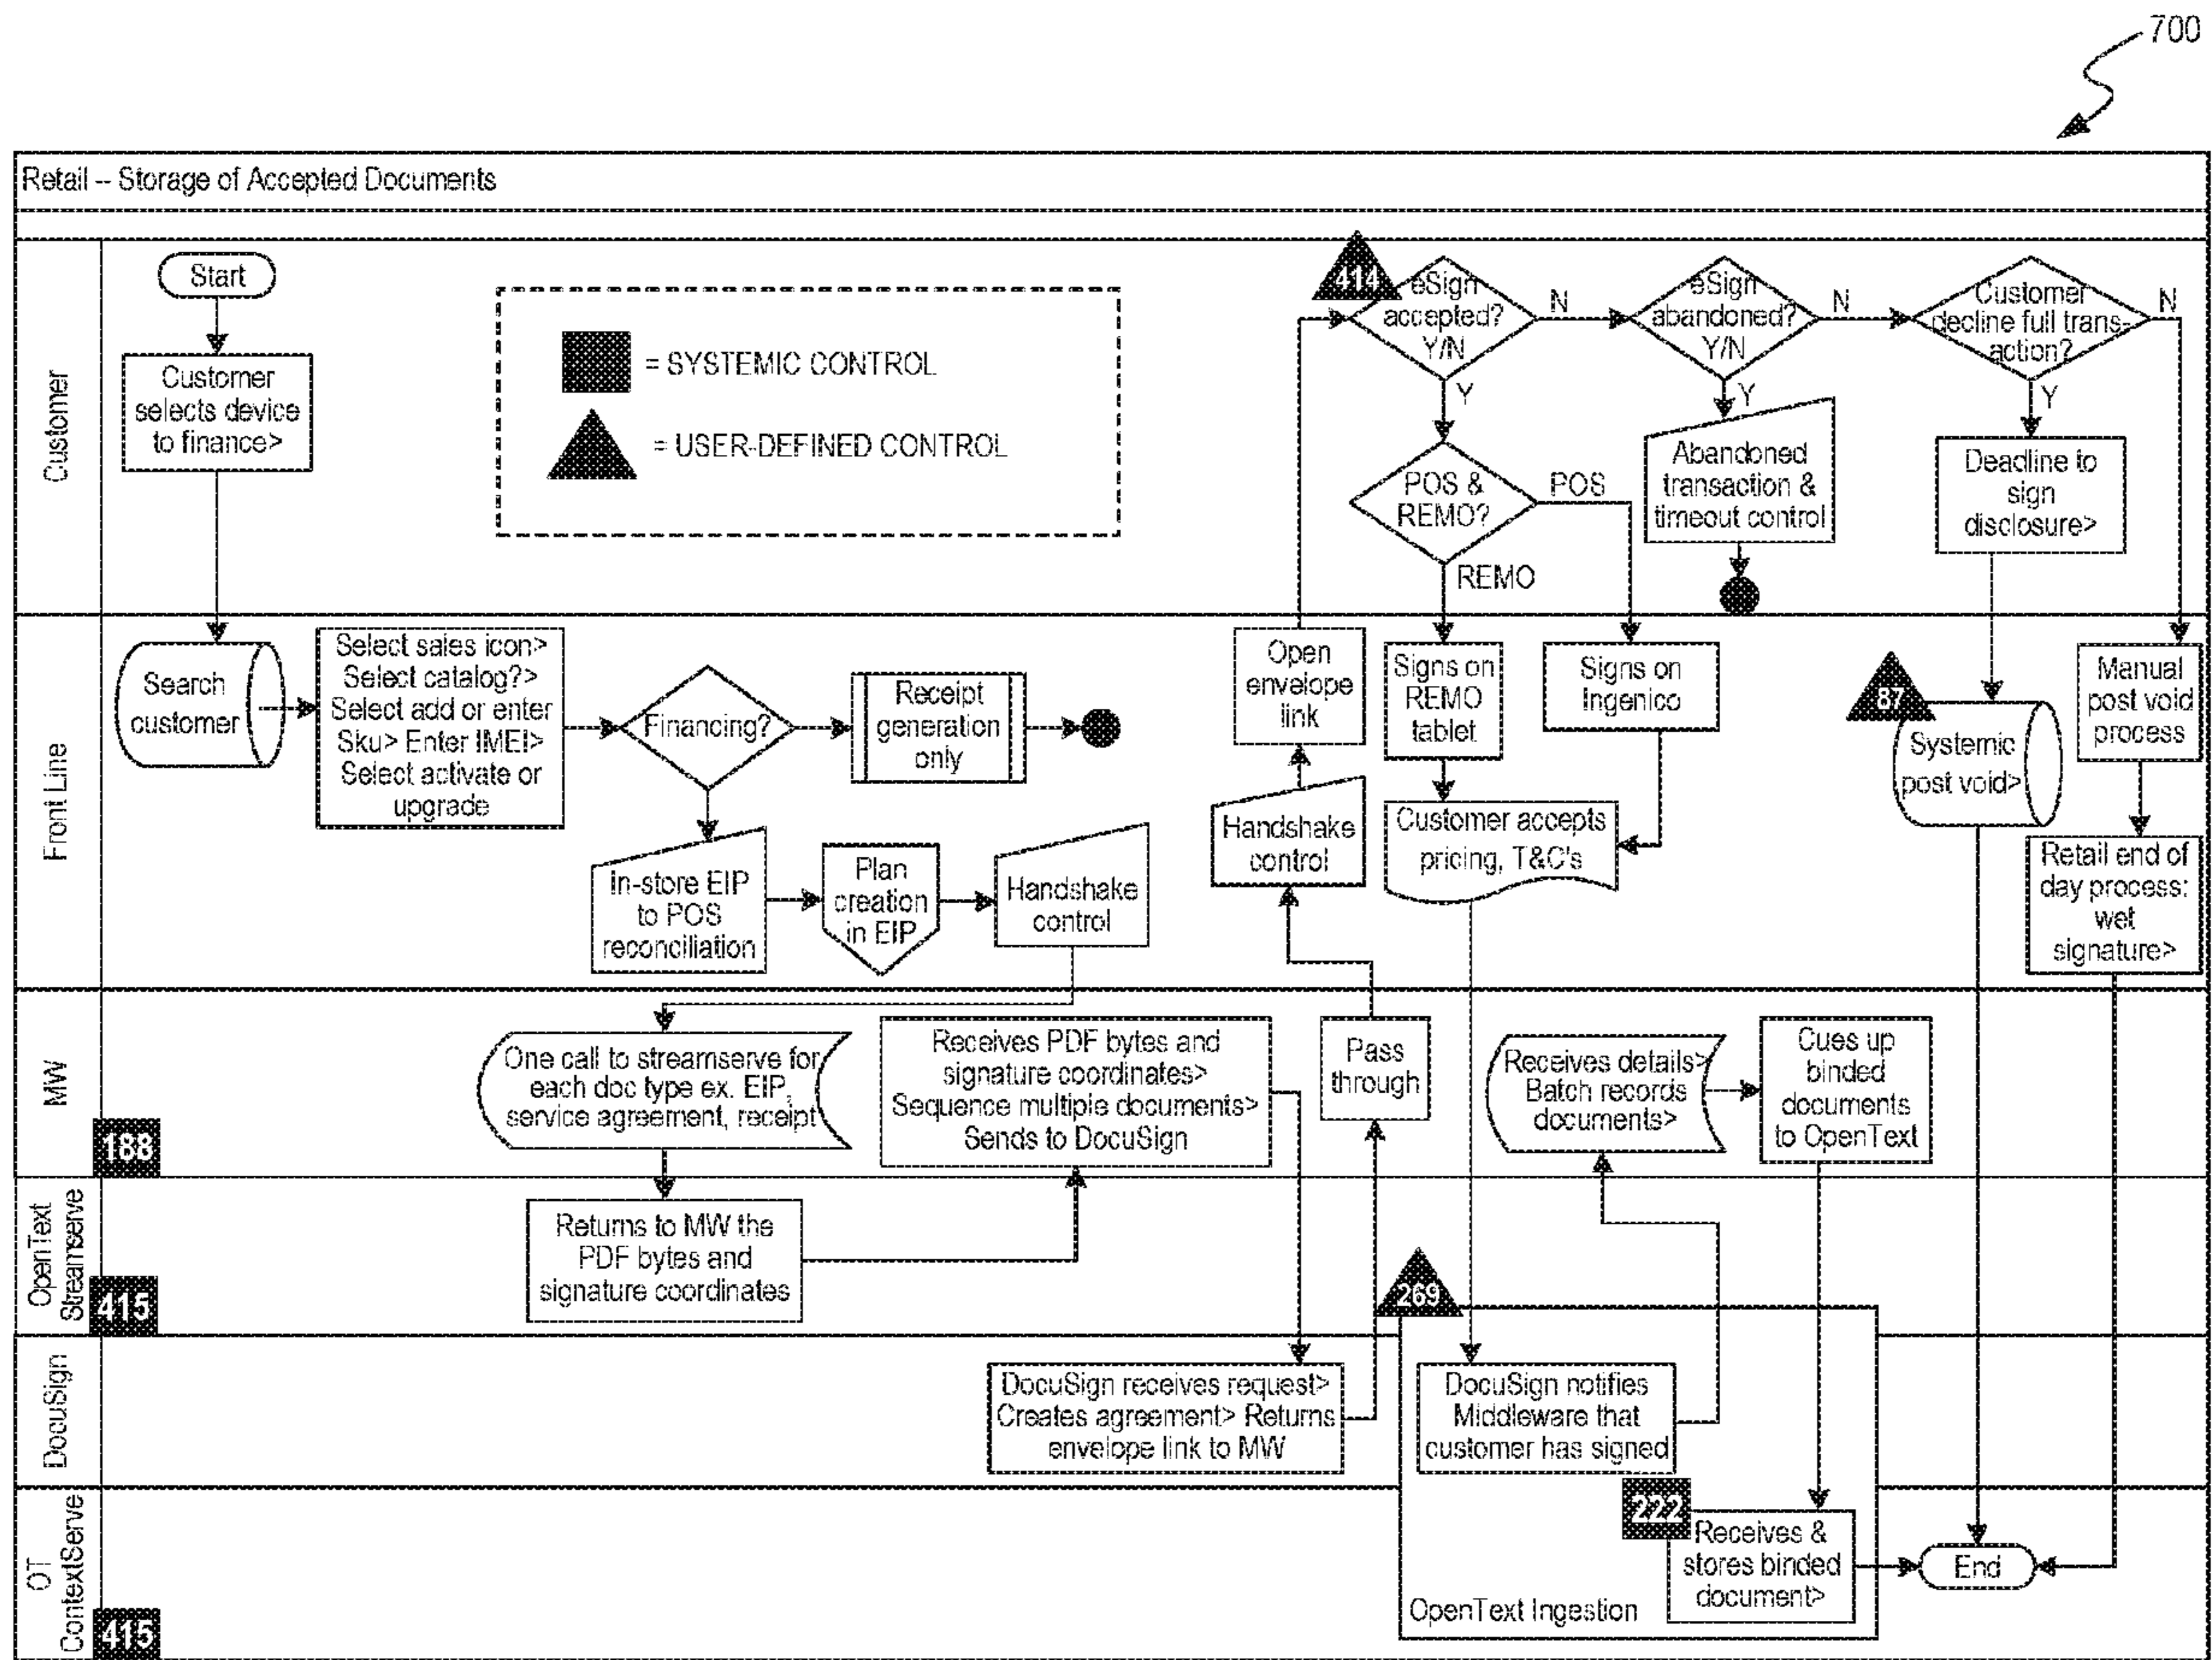 700
Retail -- Storage of Accepted Documents
Customer
Start
Customer
selects device
to finance>
= SYSTEMIC CONTROL
= USER-DEFINED CONTROL
414
eSign
accepted?
Y/N
N
Y
eSign
abandoned?
Y/N
N
Y
Customer
decline full trans-
action?
N
Y
POS &
REMO?
POS
REMO
Abandoned
transaction &
timeout control
Deadline to
sign
disclosure>
Front Line
Search
customer
Select sales icon>
Select catalog?>
Select add or enter
Sku> Enter IMEI>
Select activate or
upgrade
Financing?
Receipt
generation
only
In-store EIP
to POS
reconciliation
Plan
creation
in EIP
Handshake
control
Open
envelope
link
Handshake
control
Signs on
REMO
tablet
Signs on
Ingenico
Customer accepts
pricing, T&C's
87
Systemic
post void>
Manual
post void
process
Retail end of
day process:
wet
signature>
MW
188
One call to streamserve for
each doc type ex. EIP,
service agreement, receipt
Receives PDF bytes and
signature coordinates>
Sequence multiple documents>
Sends to DocuSign
Pass
through
Receives details>
Batch records
documents>
Cues up
binded
documents
to OpenText
OpenText
Streamserve
415
Returns to MW the
PDF bytes and
signature coordinates
269
DocuSign
DocuSign receives request>
Creates agreement> Returns
envelope link to MW
DocuSign notifies
Middleware that
customer has signed
OT
ContextServe
415
222
Receives &
stores binded
document>
OpenText Ingestion
End